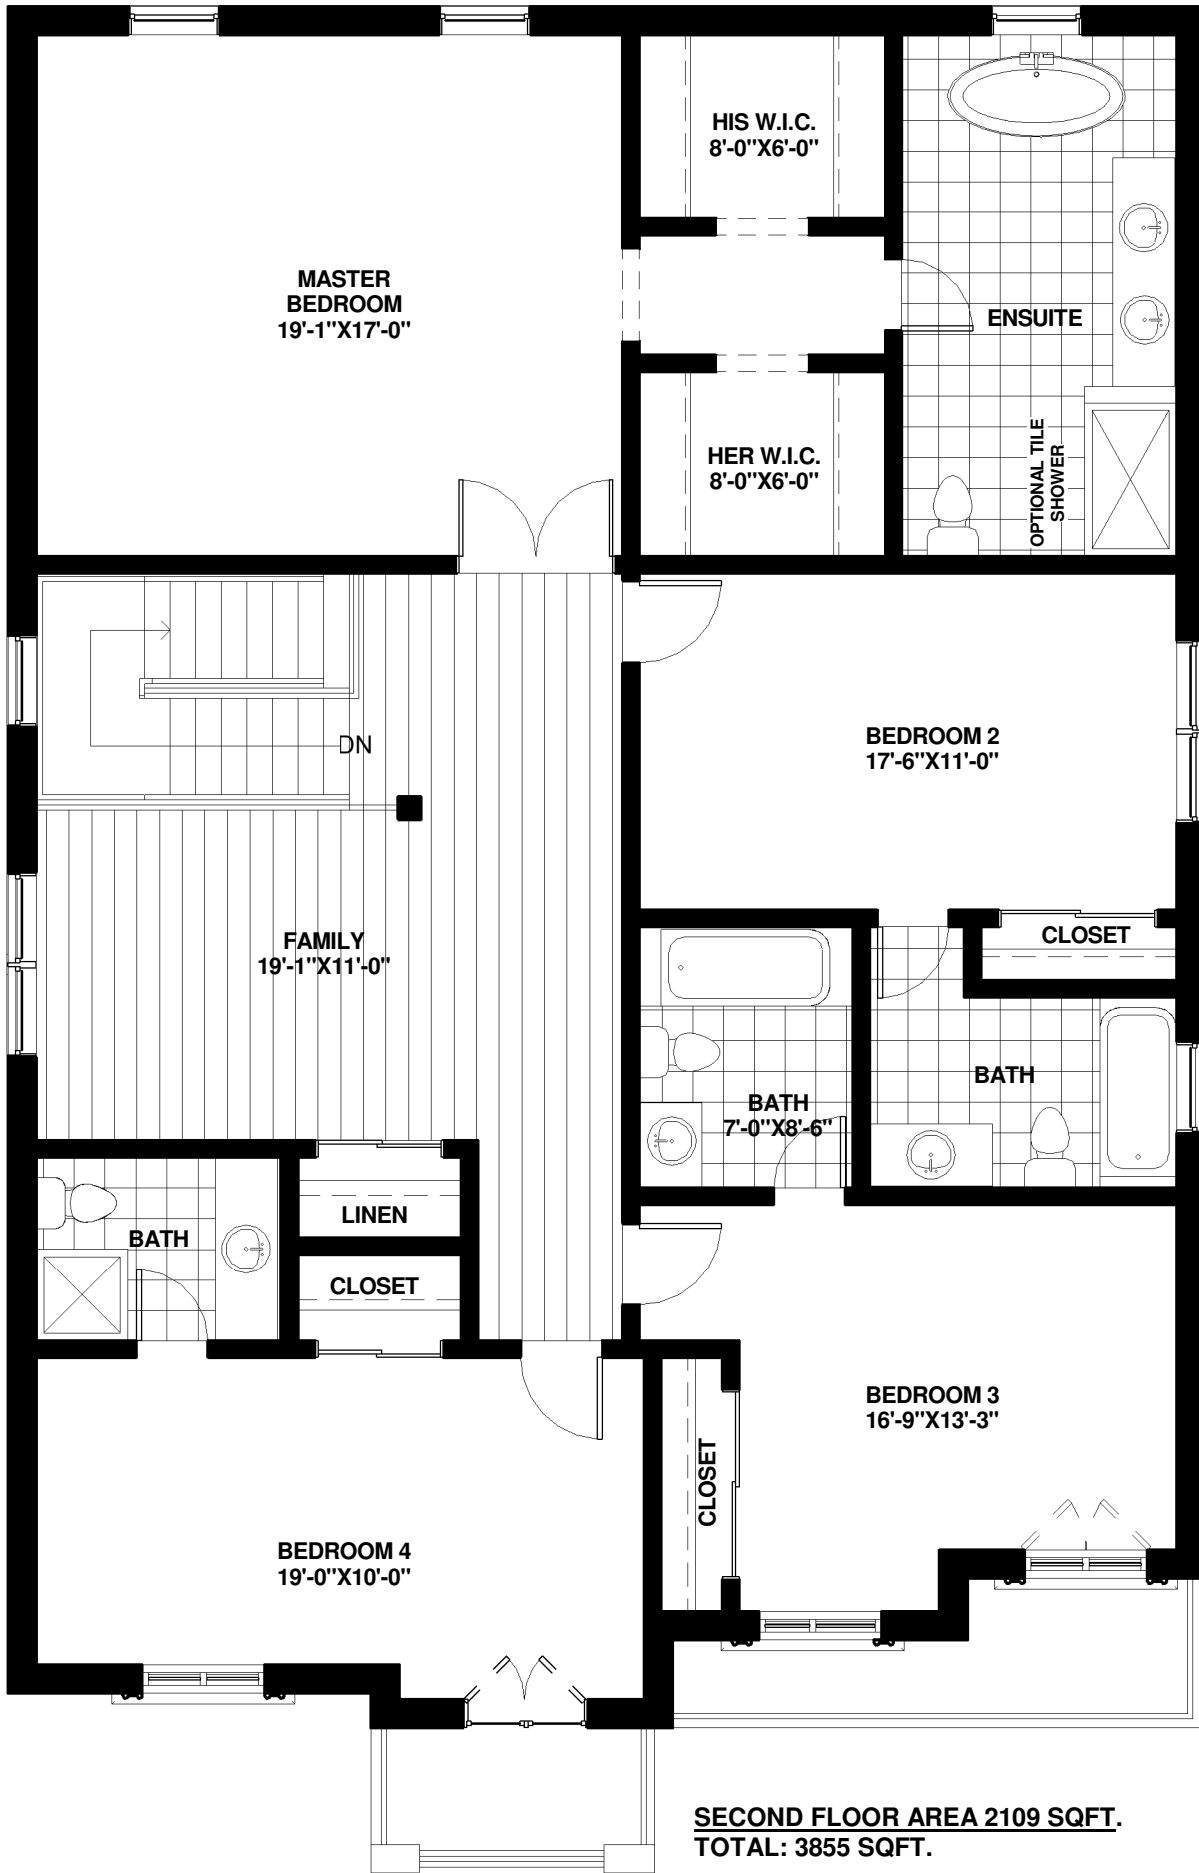 HIS W.I.C.
8'-0"X6'-0"
MASTER
BEDROOM
19'-1"X17'-0"
ENSUITE
HER W.I.C.
8'-0"X6'-0"
OPTIONAL TILE
SHOWER
DN
BEDROOM 2
17'-6"X11'-0"
FAMILY
19'-1"X11'-0"
CLOSET
BATH
BATH
7'-0"X8'-6"
LINEN
BATH
CLOSET
BEDROOM 3
16'-9"X13'-3"
CLOSET
BEDROOM 4
19'-0"X10'-0"
SECOND FLOOR AREA 2109 SQFT.
TOTAL: 3855 SQFT.